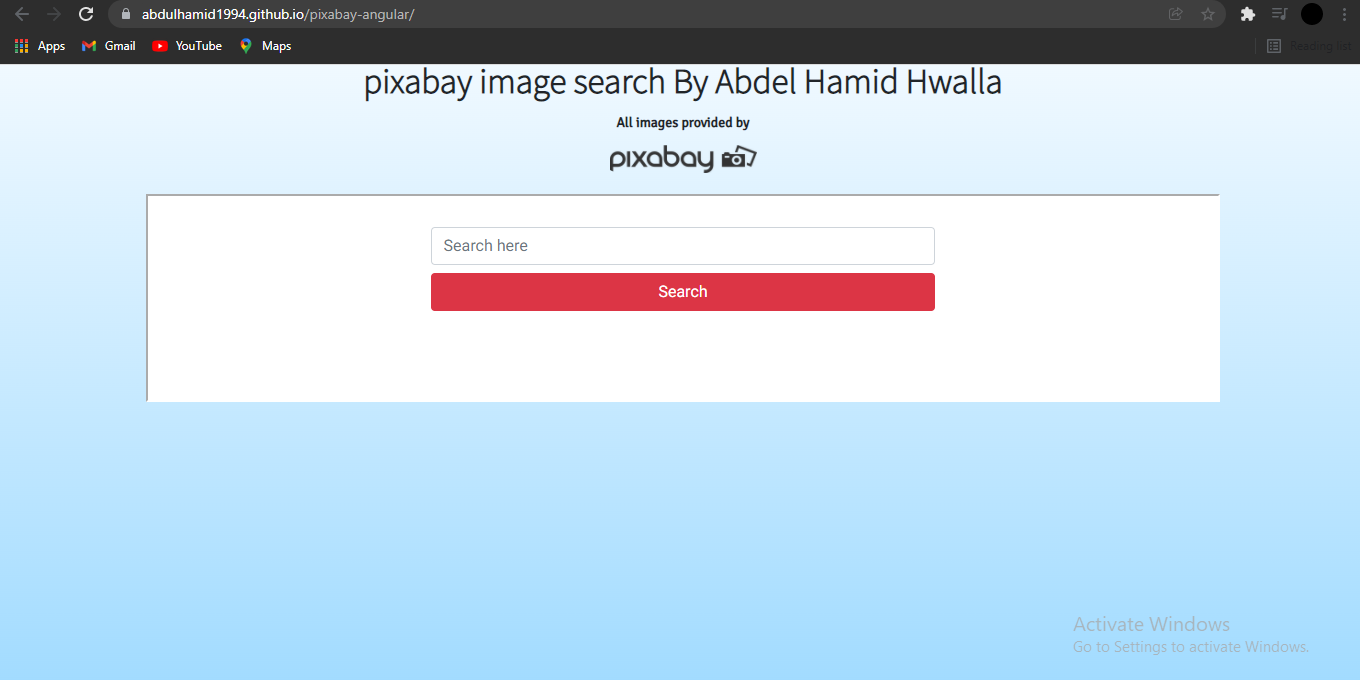 abdulhamid1994.github.io/pixabay-angular/
Apps Gmail YouTube Maps Reading list
pixabay image search By Abdel Hamid Hwalla
All images provided by
pixabay
Search here
Search
Activate Windows
Go to Settings to activate Windows.